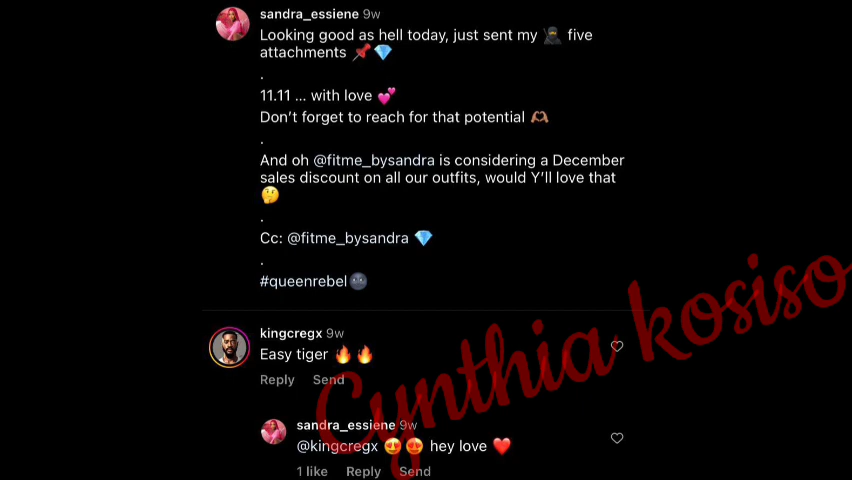 sandra_essiene 9w
Looking good as hell today, just sent my 🥷🏿 five
attachments 📌💎
.
11.11 ... with love 💕
Don’t forget to reach for that potential 🫶🏽
.
And oh @fitme_bysandra is considering a December
sales discount on all our outfits, would Y’ll love that
🤔
.
Cc: @fitme_bysandra 💎
.
#queenrebel🌚
kingcregx 9w
Easy tiger 🔥🔥
Reply Send
sandra_essiene 9w
@kingcregx 😍😍 hey love ❤️
1 like Reply Send
Cynthia kosiso